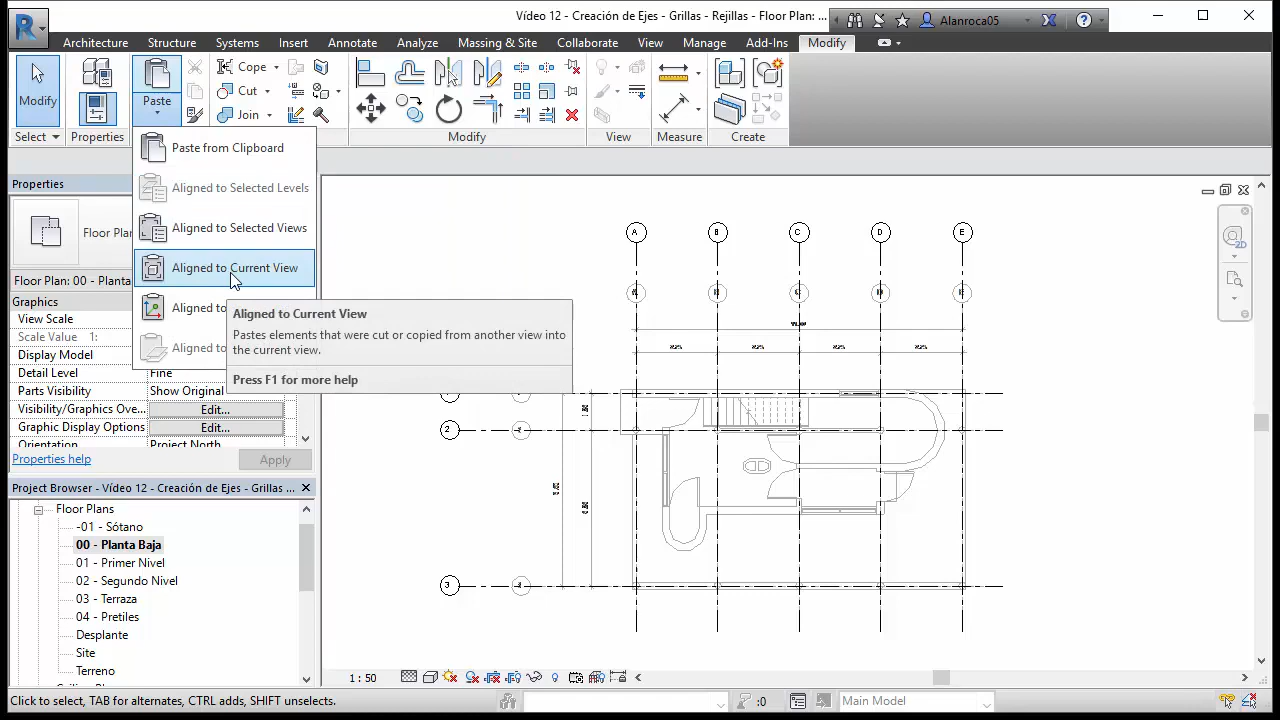 Vídeo 12 - Creación de Ejes - Grillas - Rejillas - Floor Plan: ...
Alanroca05
Architecture
Structure
Systems
Insert
Annotate
Analyze
Massing & Site
Collaborate
View
Manage
Add-Ins
Modify
Modify
Paste
Cope
Cut
Join
Select
Properties
Modify
View
Measure
Create
Paste from Clipboard
Aligned to Selected Levels
Aligned to Selected Views
Aligned to Current View
Aligned to
Aligned to
Aligned to Current View
Pastes elements that were cut or copied from another view into
the current view.
Press F1 for more help
Properties
Floor Plan: 00 - Planta
Graphics
View Scale
Scale Value 1:
Display Model
Detail Level
Fine
Parts Visibility
Show Original
Visibility/Graphics Ove...
Edit...
Graphic Display Options
Edit...
Orientation
Project North
Properties help
Apply
Project Browser - Vídeo 12 - Creación de Ejes - Grillas ...
Floor Plans
-01 - Sótano
00 - Planta Baja
01 - Primer Nivel
02 - Segundo Nivel
03 - Terraza
04 - Pretiles
Desplante
Site
Terreno
A
B
C
D
E
2
3
2D
1 : 50
Click to select, TAB for alternates, CTRL adds, SHIFT unselects.
:0
Main Model